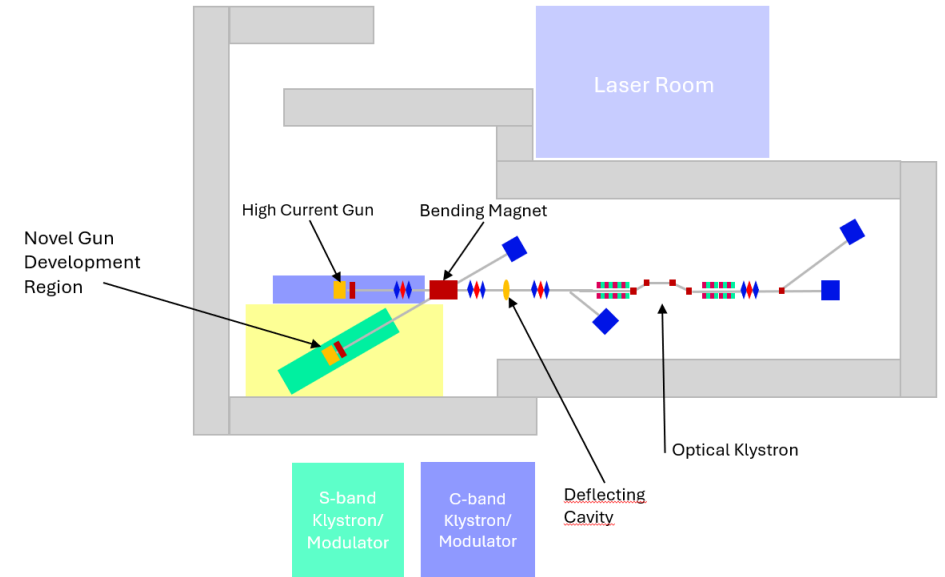 Laser Room
High Current Gun
Bending Magnet
Novel Gun
Development
Region
Optical Klystron
S-band
Klystron/
Modulator
C-band
Klystron/
Modulator
Deflecting
Cavity